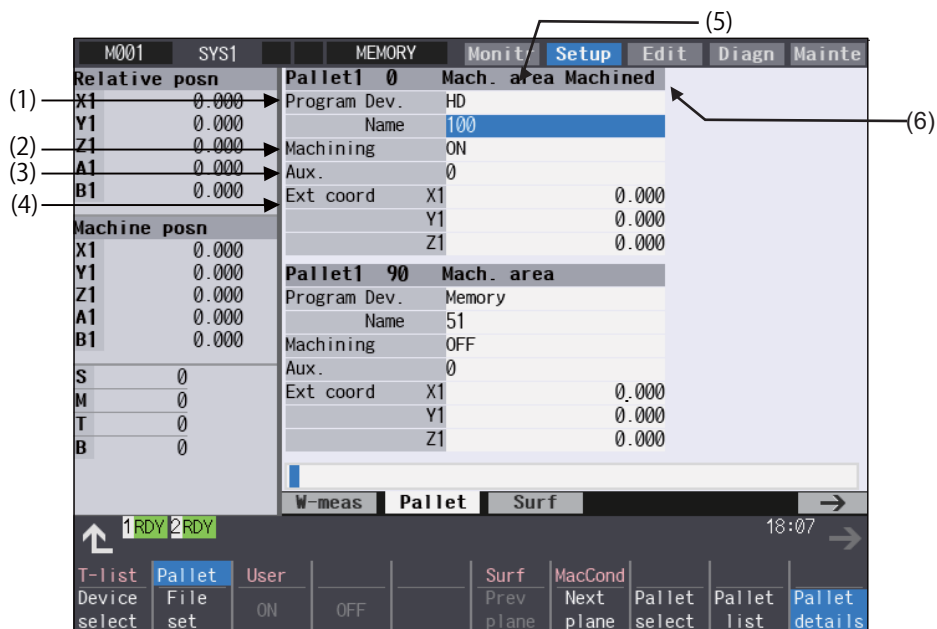 (5)
M001 SYS1 MEMORY Monitr Setup Edit Diagn Mainte
Relative posn
X1 0.000
Y1 0.000
Z1 0.000
A1 0.000
B1 0.000
Machine posn
X1 0.000
Y1 0.000
Z1 0.000
A1 0.000
B1 0.000
S 0
M 0
T 0
B 0
(1)
(2)
(3)
(4)
Pallet1 0 Mach. area Machined
Program Dev. HD
Name 100
Machining ON
Aux. 0
Ext coord X1 0.000
Y1 0.000
Z1 0.000
(6)
Pallet1 90 Mach. area
Program Dev. Memory
Name 51
Machining OFF
Aux. 0
Ext coord X1 0.000
Y1 0.000
Z1 0.000
W-meas Pallet Surf →
1 RDY 2 RDY 18:07
T-list Pallet User Surf MacCond
Device select
File set
ON
OFF
Prev plane
Next plane
Pallet select
Pallet list
Pallet details